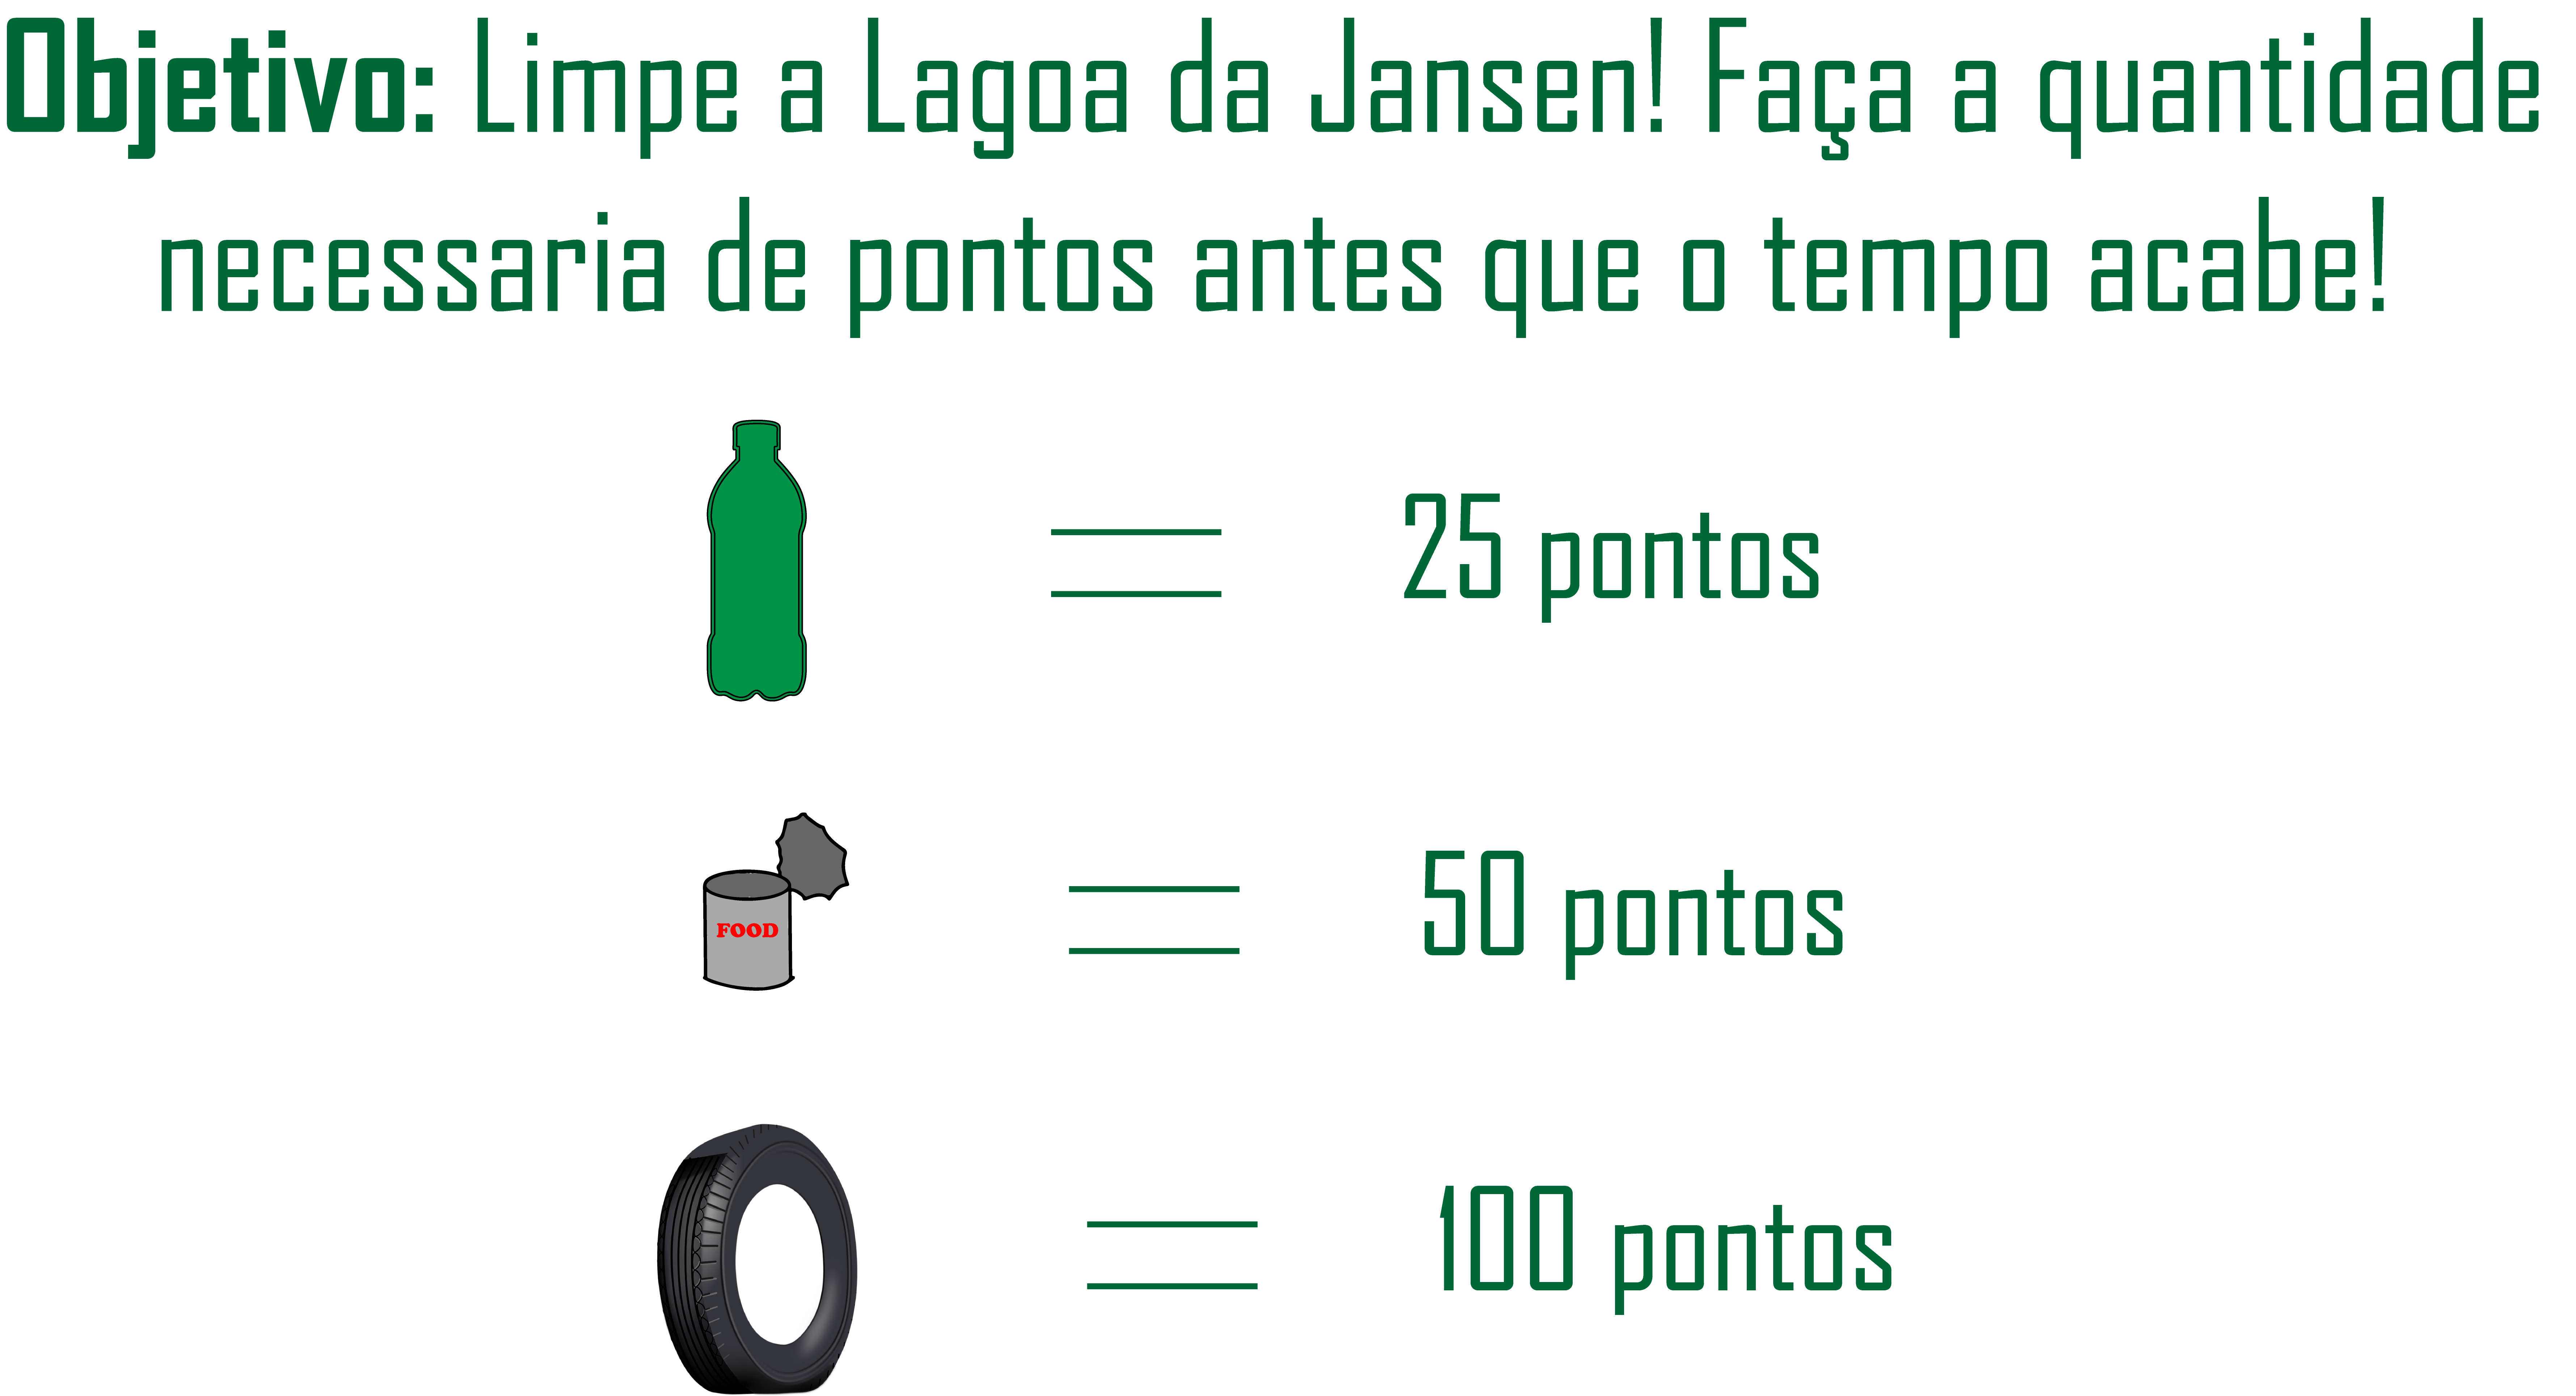 Objetivo: Limpe a Lagoa da Jansen! Faça a quantidade
necessaria de pontos antes que o tempo acabe!
= 25 pontos
FOOD
= 50 pontos
= 100 pontos